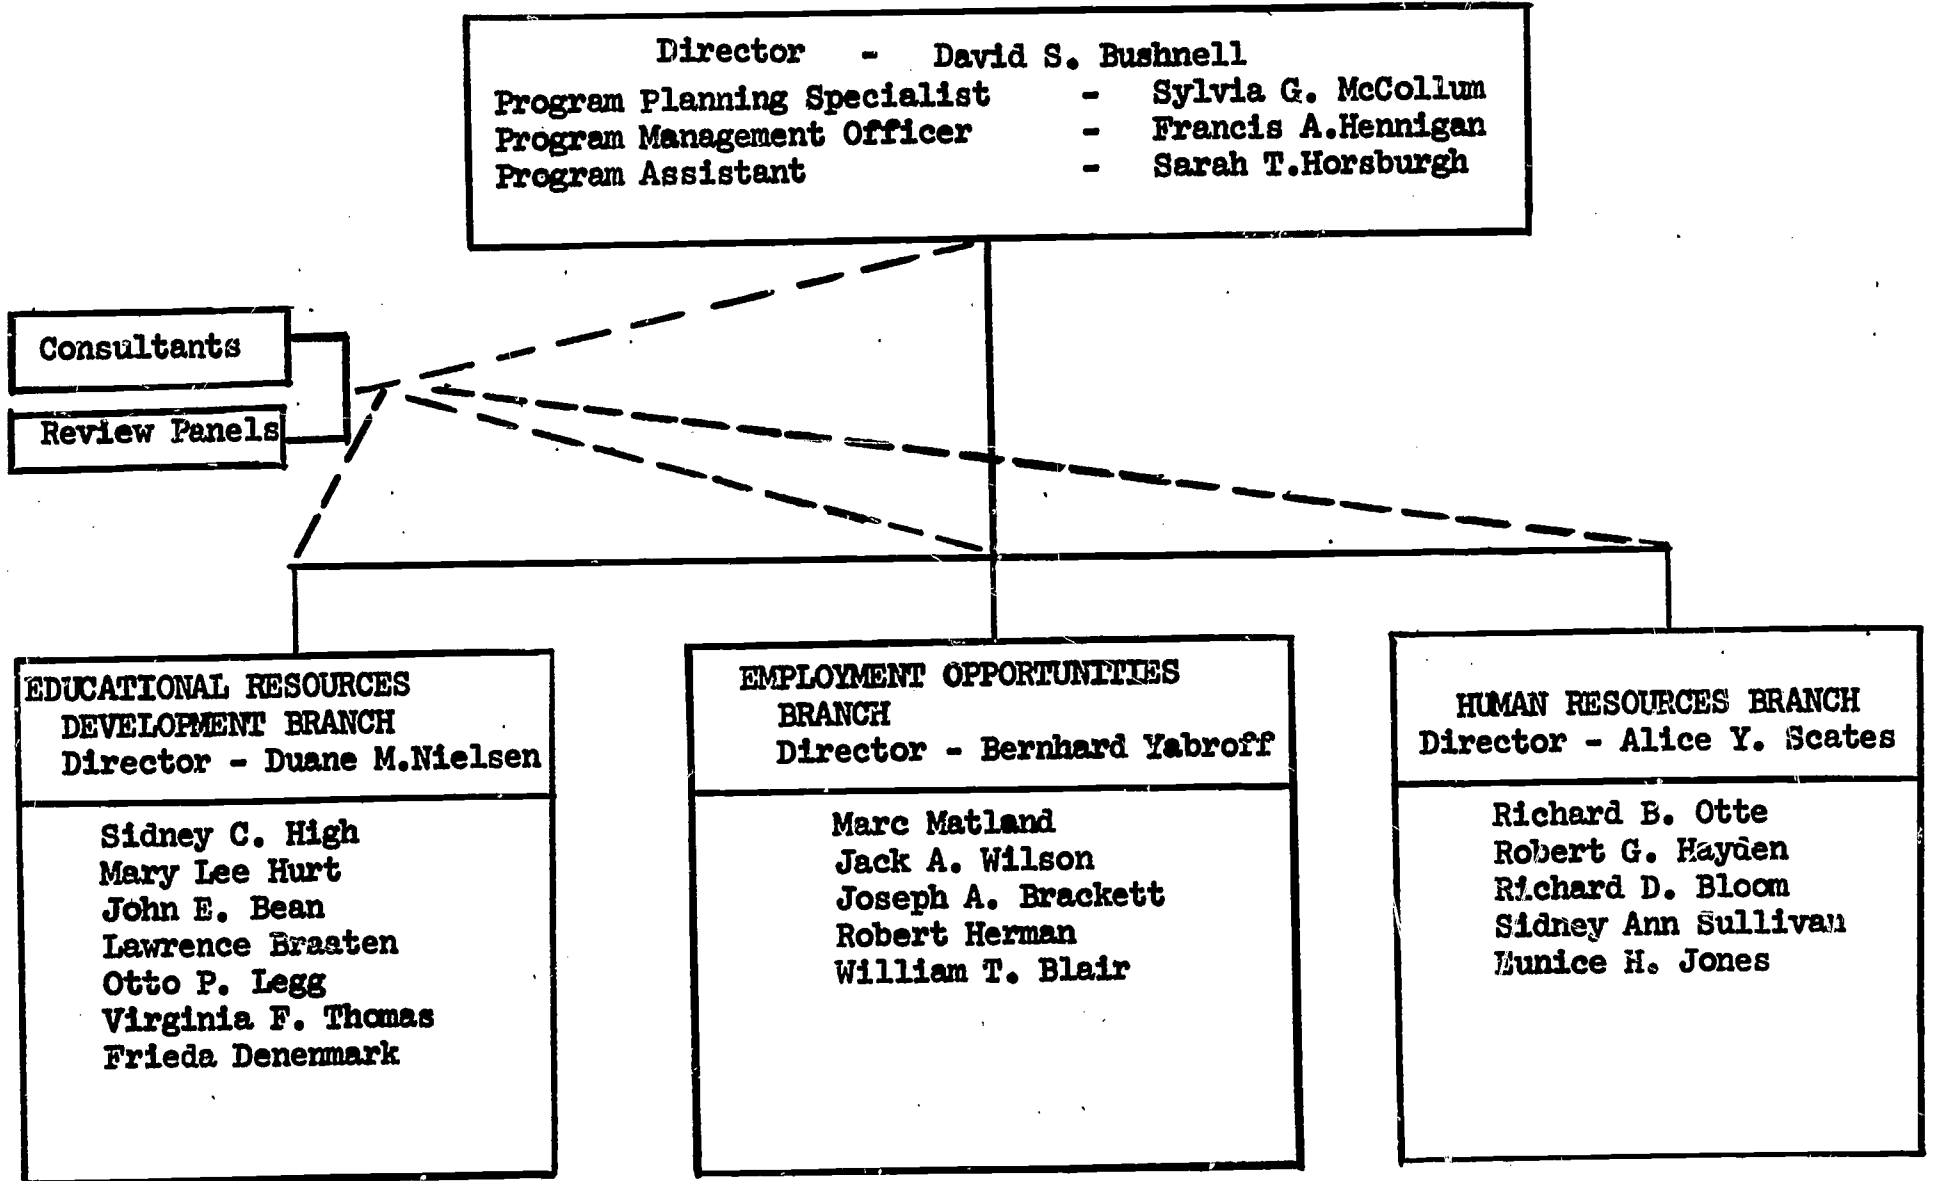 Director - David S. Bushnell
Program Planning Specialist - Sylvia G. McCollum
Program Management Officer - Francis A.Hennigan
Program Assistant - Sarah T.Horsburgh
Consultants
Review Panels
EDUCATIONAL RESOURCES
DEVELOPMENT BRANCH
Director - Duane M.Nielsen
Sidney C. High
Mary Lee Hurt
John E. Bean
Lawrence Braaten
Otto P. Legg
Virginia F. Thomas
Frieda Denenmark
EMPLOYMENT OPPORTUNITIES
BRANCH
Director - Bernhard Yabroff
Marc Matland
Jack A. Wilson
Joseph A. Brackett
Robert Herman
William T. Blair
HUMAN RESOURCES BRANCH
Director - Alice Y. Scates
Richard B. Otte
Robert G. Hayden
Richard D. Bloom
Sidney Ann Sullivan
Eunice H. Jones